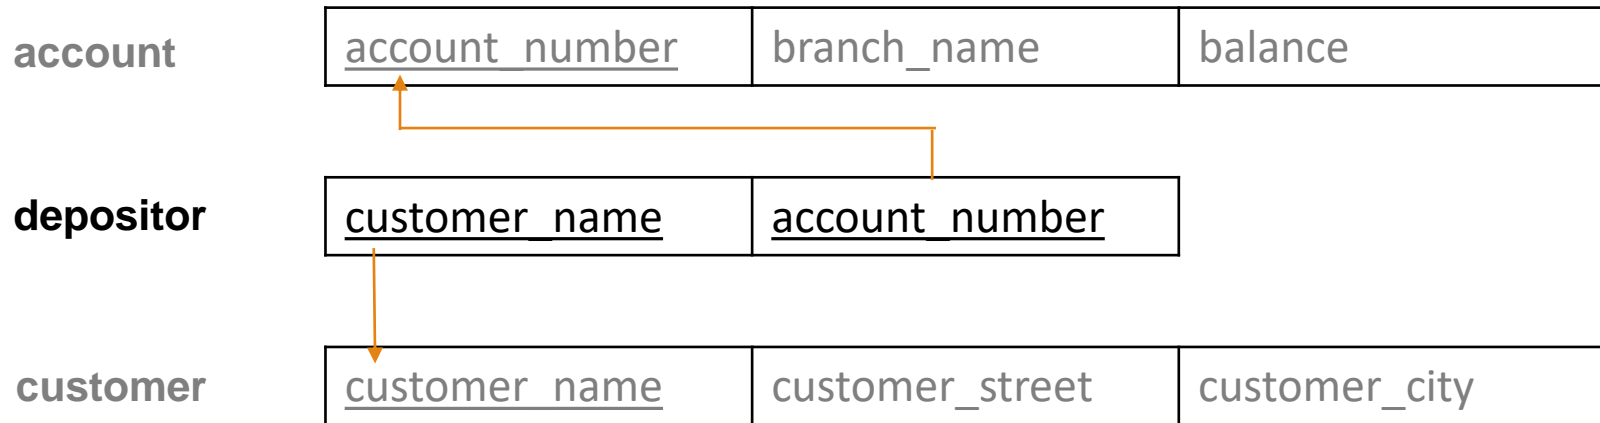 account account_number branch_name balance
depositor customer_name account_number
customer customer_name customer_street customer_city